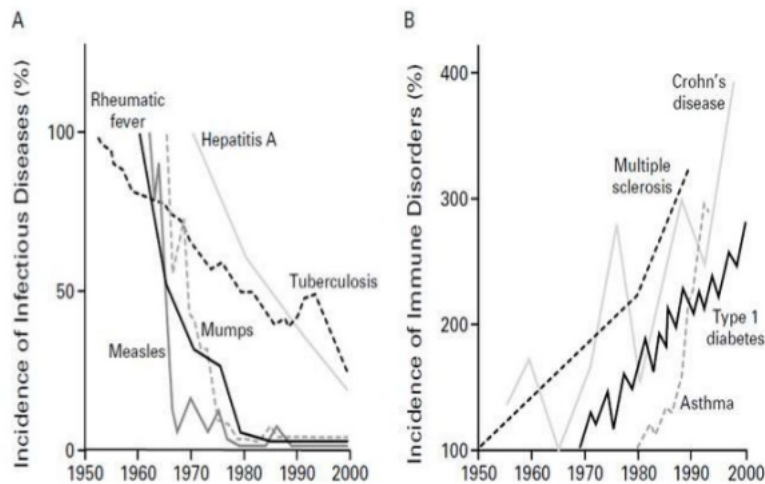 A
Incidence of Infectious Diseases (%)
100
50
0
Rheumatic
fever
Hepatitis A
Tuberculosis
Mumps
Measles
1950 1960 1970 1980 1990 2000
B
Incidence of Immune Disorders (%)
400
300
200
100
Crohn's
disease
Multiple
sclerosis
Type 1
diabetes
Asthma
1950 1960 1970 1980 1990 2000